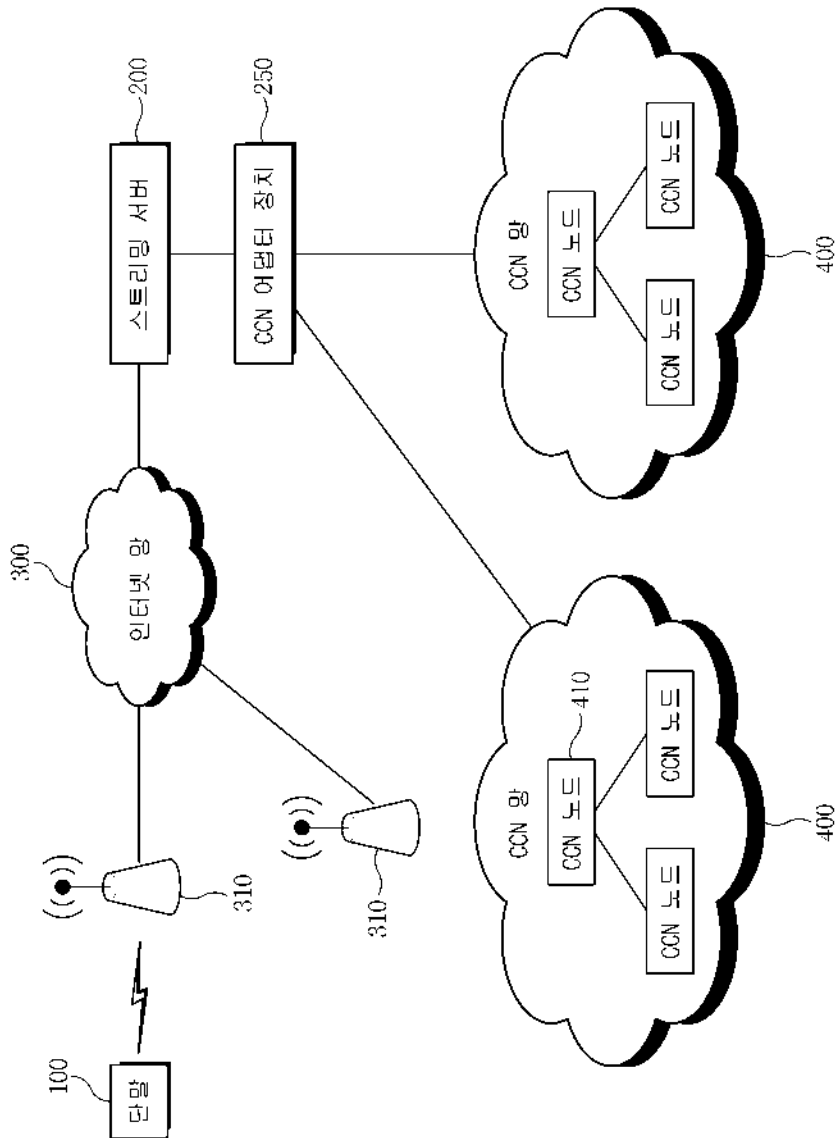 100
단말
310
310
300
인터넷 망
200
스트리밍 서버
250
CCN 어댑터 장치
CCN 망
410
CCN 노드
CCN 노드
CCN 노드
400
CCN 망
CCN 노드
CCN 노드
CCN 노드
400